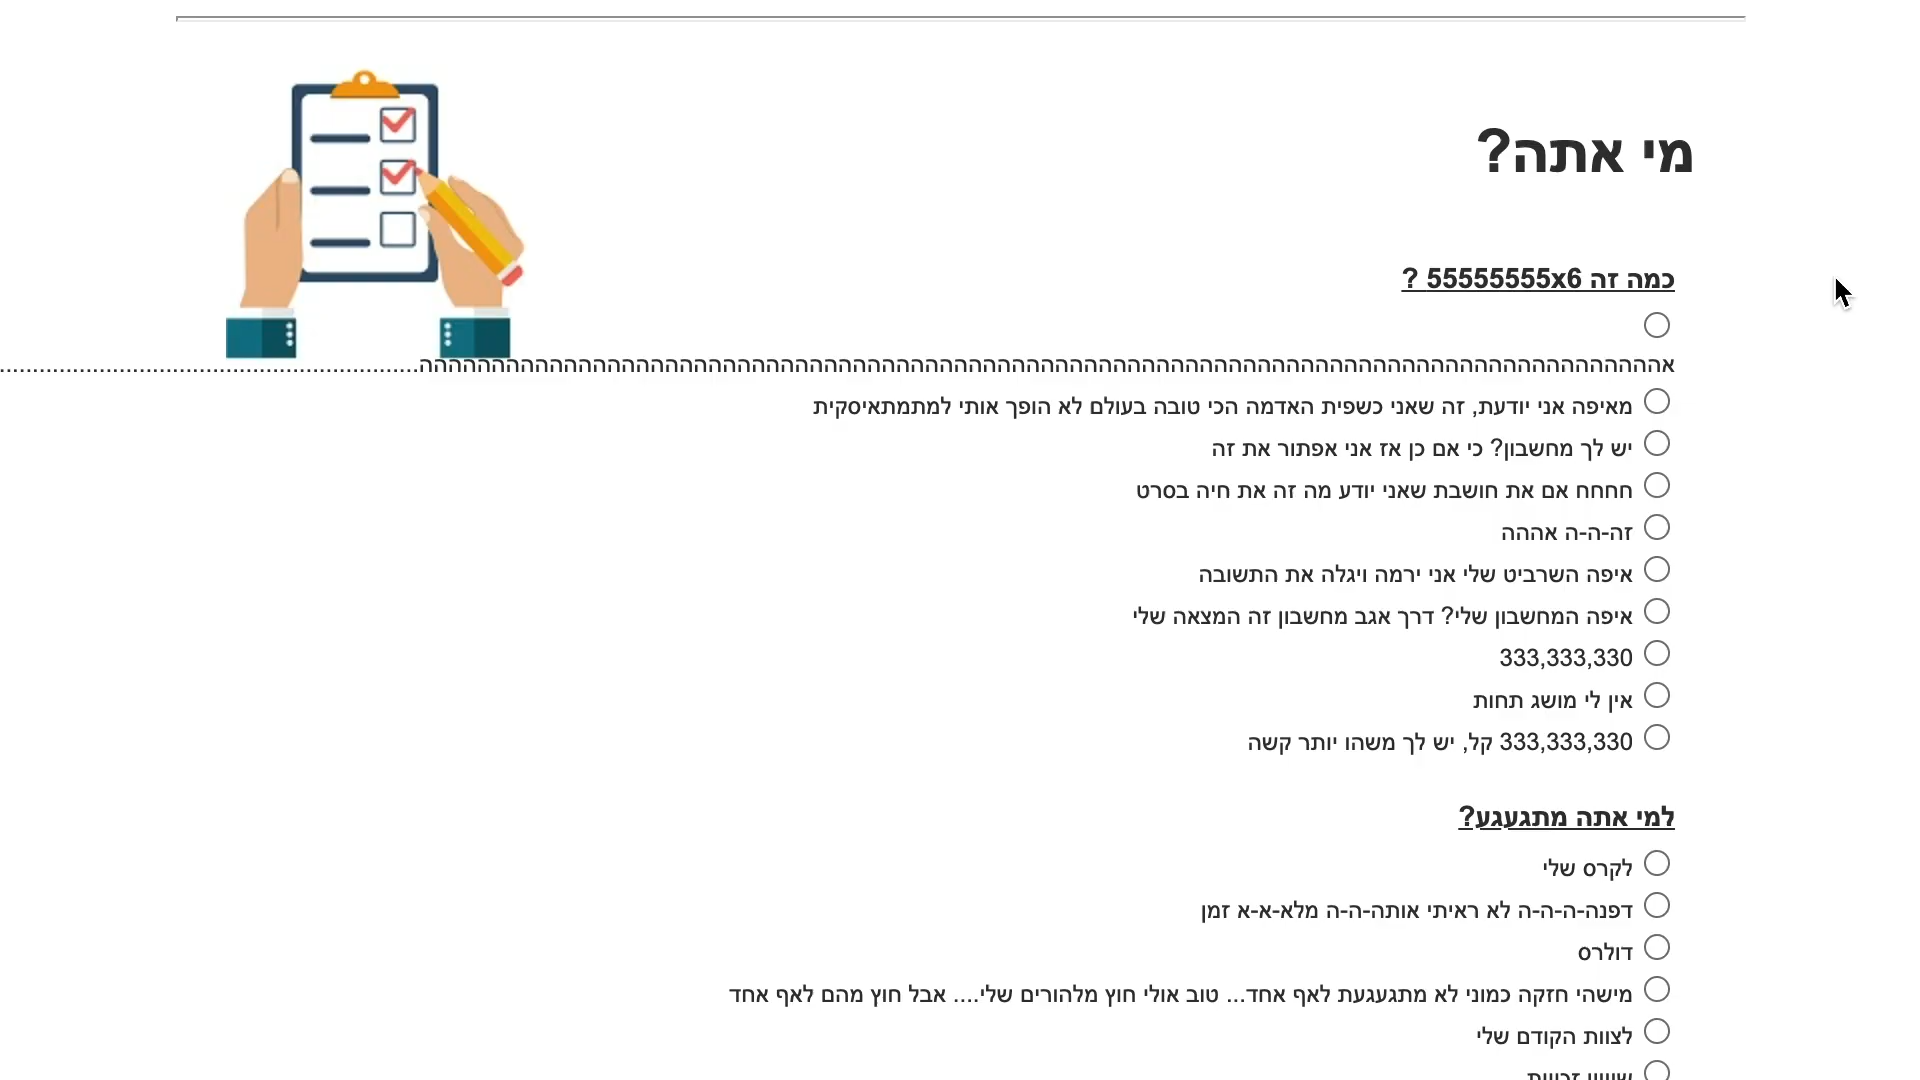 מי אתה?
כמה זה 55555555x6 ?
אההההההההההההההההההההההההההההההההההההההההההההההההההההההההההההההההההההההההההההההההההההה...............................................................
מאיפה אני יודעת, זה שאני כשפית האדמה הכי טובה בעולם לא הופך אותי למתמתאיסקית
יש לך מחשבון? כי אם כן אז אני אפתור את זה
חחחח אם את חושבת שאני יודע מה זה את חיה בסרט
זה-ה-ה אההה
איפה השרביט שלי אני ירמה ויגלה את התשובה
איפה המחשבון שלי? דרך אגב מחשבון זה המצאה שלי
333,333,330
אין לי מושג תחות
333,333,330 קל, יש לך משהו יותר קשה
למי אתה מתגעגע?
לקרס שלי
דפנה-ה-ה-ה לא ראיתי אותה-ה-ה מלא-א-א זמן
דולרס
מישהי חזקה כמוני לא מתגעגעת לאף אחד... טוב אולי חוץ מלהורים שלי.... אבל חוץ מהם לאף אחד
לצוות הקודם שלי